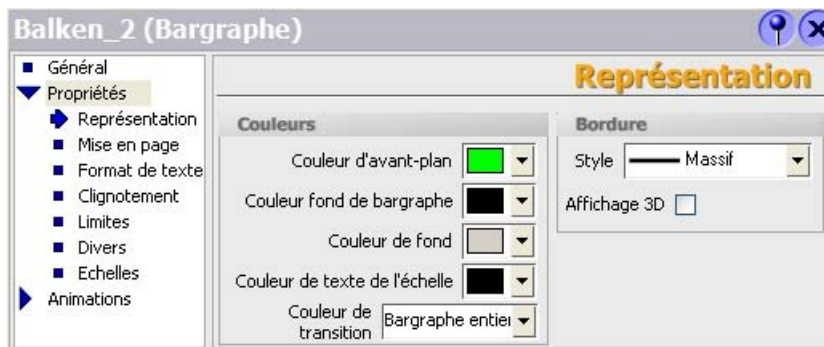 Balken_2 (Bargraphe)
Général
Propriétés
Représentation
Mise en page
Format de texte
Clignotement
Limites
Divers
Echelles
Animations
Représentation
Couleurs
Couleur d'avant-plan
Couleur fond de bargraphe
Couleur de fond
Couleur de texte de l'échelle
Couleur de
transition
Bargraphe entier
Bordure
Style
Massif
Affichage 3D